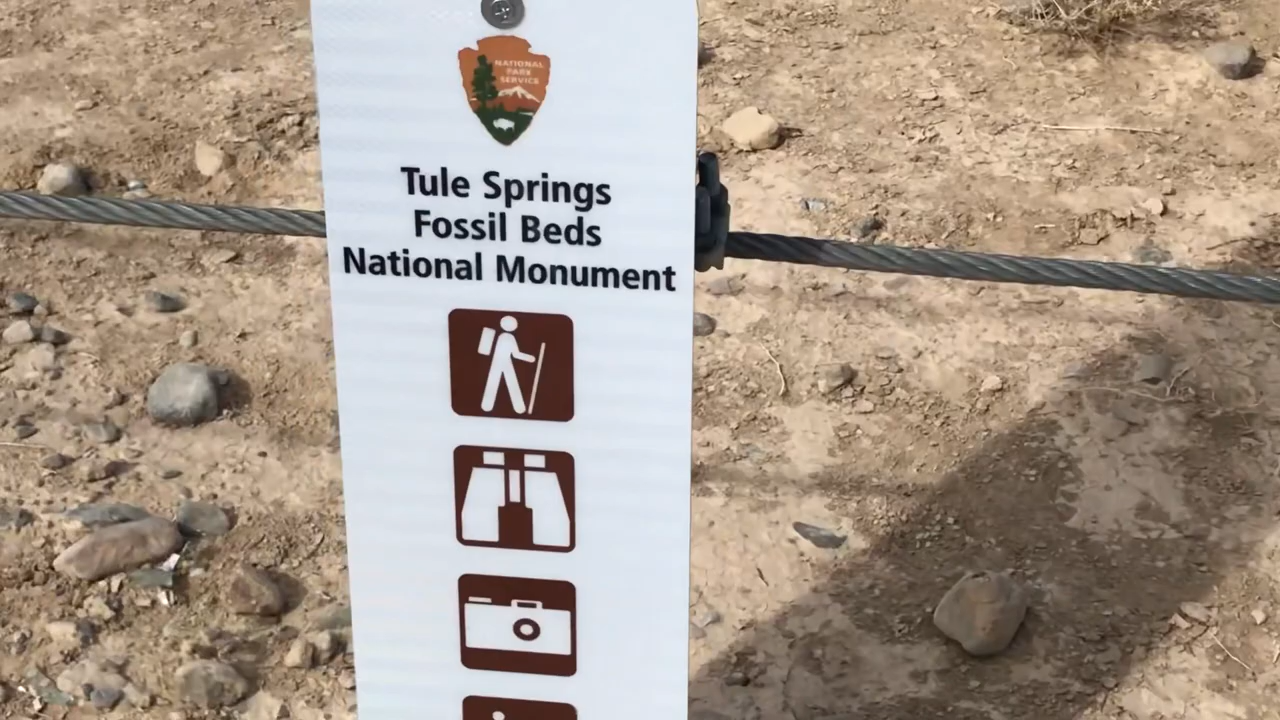 NATIONAL
PARK
SERVICE
Tule Springs
Fossil Beds
National Monument